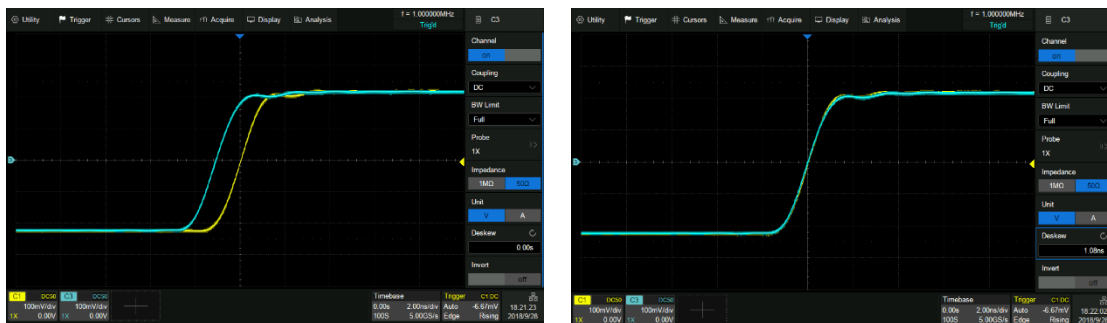 Utility Trigger Cursors Measure Acquire Display Analysis
f = 1.000000MHz
Trig'd
C3
Channel
on
Coupling
DC
BW Limit
Full
Probe
1X
Impedance
1MΩ 50Ω
Unit
V A
Deskew
0.00s
Invert
off
C1 DC50 C3 DC50
100mV/div 100mV/div
1X 0.00V 1X 0.00V
Timebase Trigger C1 DC
0.00s 2.00ns/div Auto -6.67mV
100S 5.00GS/s Edge Rising
18:21:23
2018/9/28
Utility Trigger Cursors Measure Acquire Display Analysis
f = 1.000000MHz
Trig'd
C3
Channel
on
Coupling
DC
BW Limit
Full
Probe
1X
Impedance
1MΩ 50Ω
Unit
V A
Deskew
1.08ns
Invert
off
C1 DC50 C3 DC50
100mV/div 100mV/div
1X 0.00V 1X 0.00V
Timebase Trigger C1 DC
0.00s 2.00ns/div Auto -6.67mV
100S 5.00GS/s Edge Rising